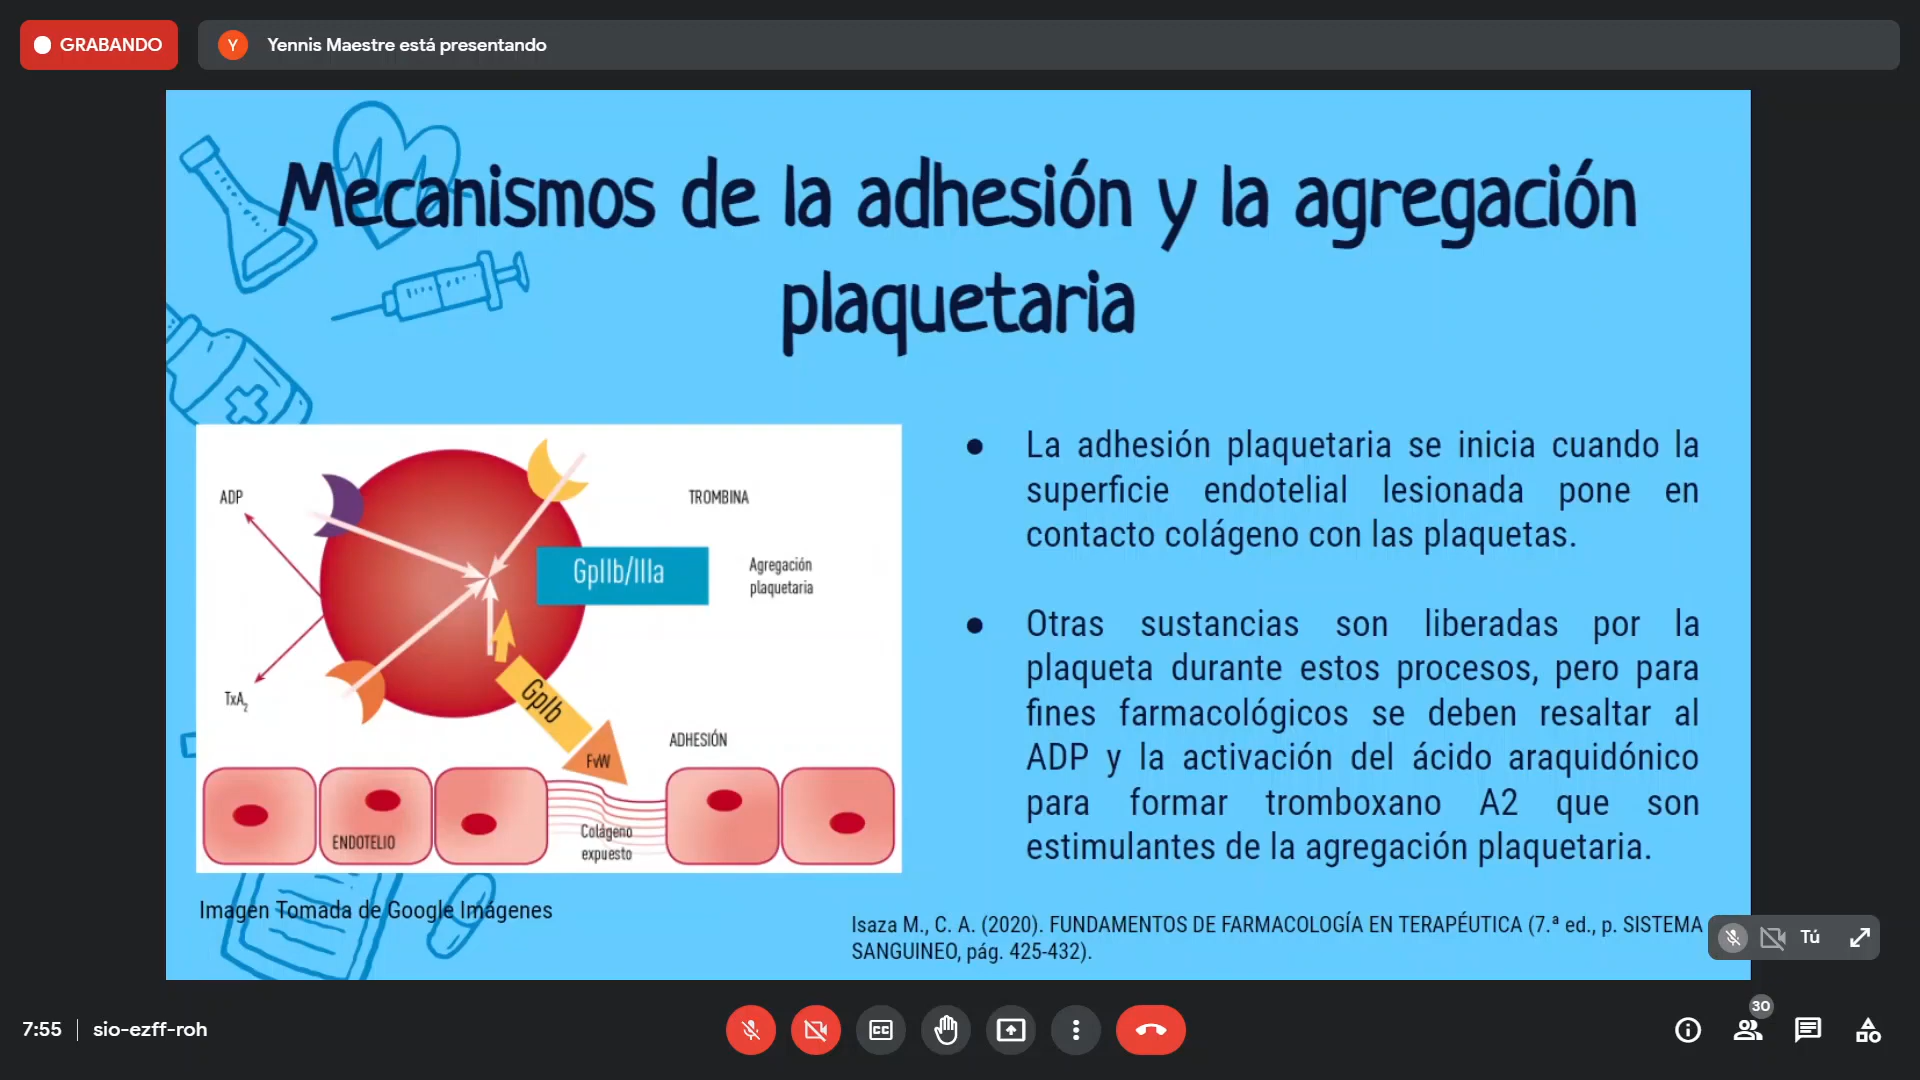 GRABANDO
Y
Yennis Maestre está presentando
Mecanismos de la adhesión y la agregación
plaquetaria
ADP
TROMBINA
GpIIb/IIIa
Agregación
plaquetaria
TxA2
GpIb
ADHESIÓN
FvW
ENDOTELIO
Colágeno
expuesto
Imagen Tomada de Google Imágenes
● La adhesión plaquetaria se inicia cuando la
superficie endotelial lesionada pone en
contacto colágeno con las plaquetas.
● Otras sustancias son liberadas por la
plaqueta durante estos procesos, pero para
fines farmacológicos se deben resaltar al
ADP y la activación del ácido araquidónico
para formar tromboxano A2 que son
estimulantes de la agregación plaquetaria.
Isaza M., C. A. (2020). FUNDAMENTOS DE FARMACOLOGÍA EN TERAPÉUTICA (7.ª ed., p. SISTEMA
SANGUINEO, pág. 425-432).
Tú
7:55 | sio-ezff-roh
CC
30